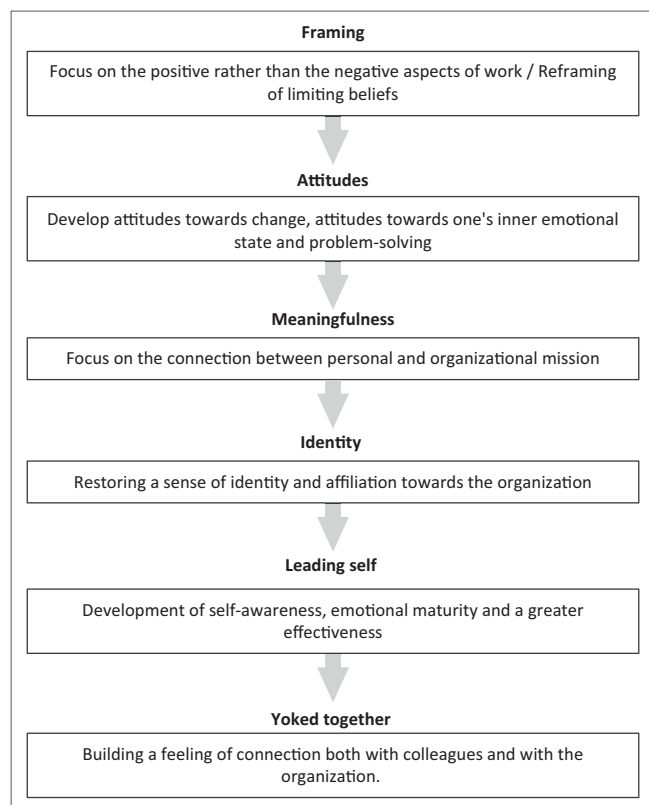 Framing
Focus on the positive rather than the negative aspects of work / Reframing
of limiting beliefs
Attitudes
Develop attitudes towards change, attitudes towards one's inner emotional
state and problem-solving
Meaningfulness
Focus on the connection between personal and organizational mission
Identity
Restoring a sense of identity and affiliation towards the organization
Leading self
Development of self-awareness, emotional maturity and a greater
effectiveness
Yoked together
Building a feeling of connection both with colleagues and with the
organization.